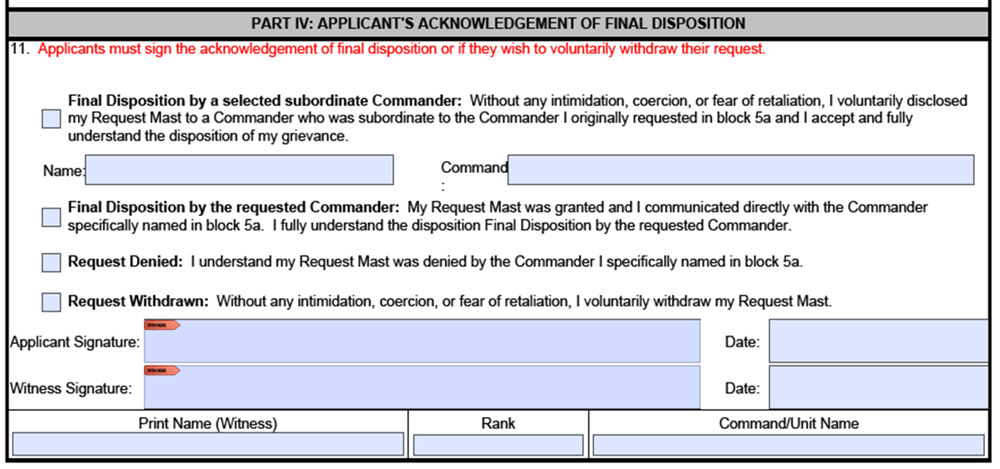 PART IV: APPLICANT'S ACKNOWLEDGEMENT OF FINAL DISPOSITION
11. Applicants must sign the acknowledgement of final disposition or if they wish to voluntarily withdraw their request.
Final Disposition by a selected subordinate Commander: Without any intimidation, coercion, or fear of retaliation, I voluntarily disclosed
my Request Mast to a Commander who was subordinate to the Commander I originally requested in block 5a and I accept and fully
understand the disposition of my grievance.
Name: Command
:
Final Disposition by the requested Commander: My Request Mast was granted and I communicated directly with the Commander
specifically named in block 5a. I fully understand the disposition Final Disposition by the requested Commander.
Request Denied: I understand my Request Mast was denied by the Commander I specifically named in block 5a.
Request Withdrawn: Without any intimidation, coercion, or fear of retaliation, I voluntarily withdraw my Request Mast.
Applicant Signature: Date:
Witness Signature: Date:
Print Name (Witness) Rank Command/Unit Name